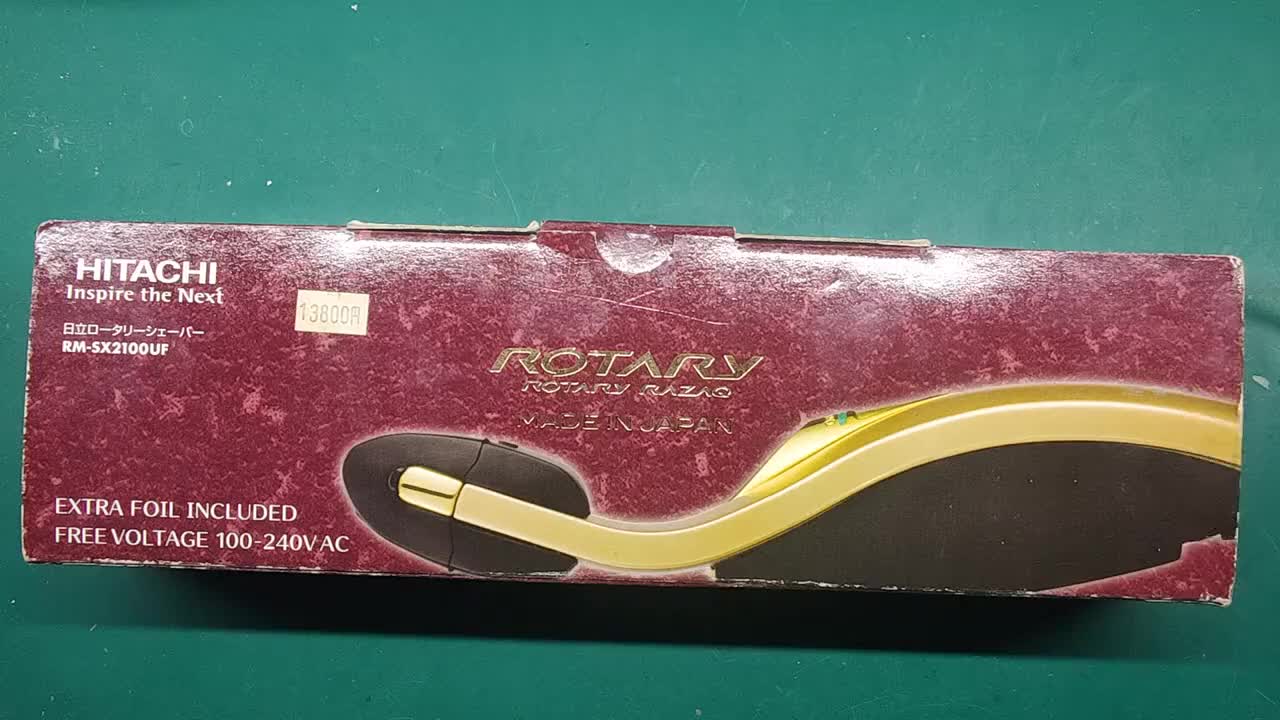 HITACHI
Inspire the Next
日立ロータリーシェーバー
RM-SX2100UF
13800円
ROTARY
ROTARY RAZAQ
MADE IN JAPAN
EXTRA FOIL INCLUDED
FREE VOLTAGE 100-240V AC